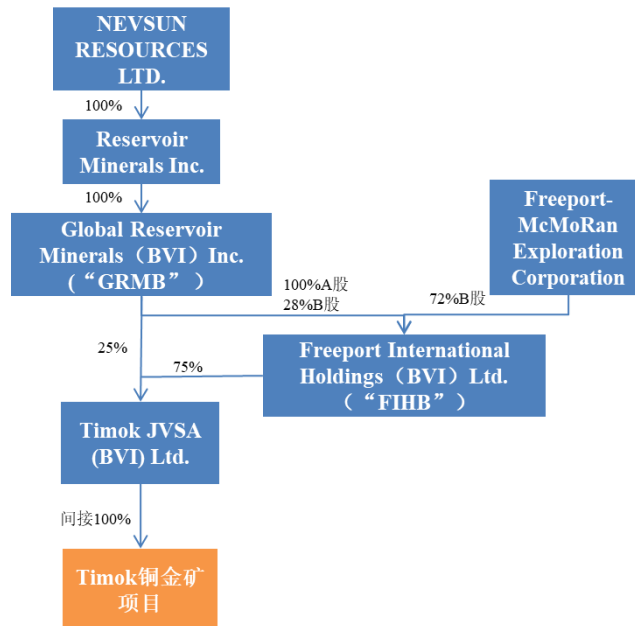 NEVSUN
RESOURCES
LTD.
100%
Reservoir
Minerals Inc.
100%
Global Reservoir
Minerals（BVI）Inc.
(“GRMB”）
Freeport-
McMoRan
Exploration
Corporation
100%A股
28%B股
72%B股
25%
75%
Freeport International
Holdings（BVI）Ltd.
（“FIHB”）
Timok JVSA
(BVI) Ltd.
间接100%
Timok铜金矿
项目